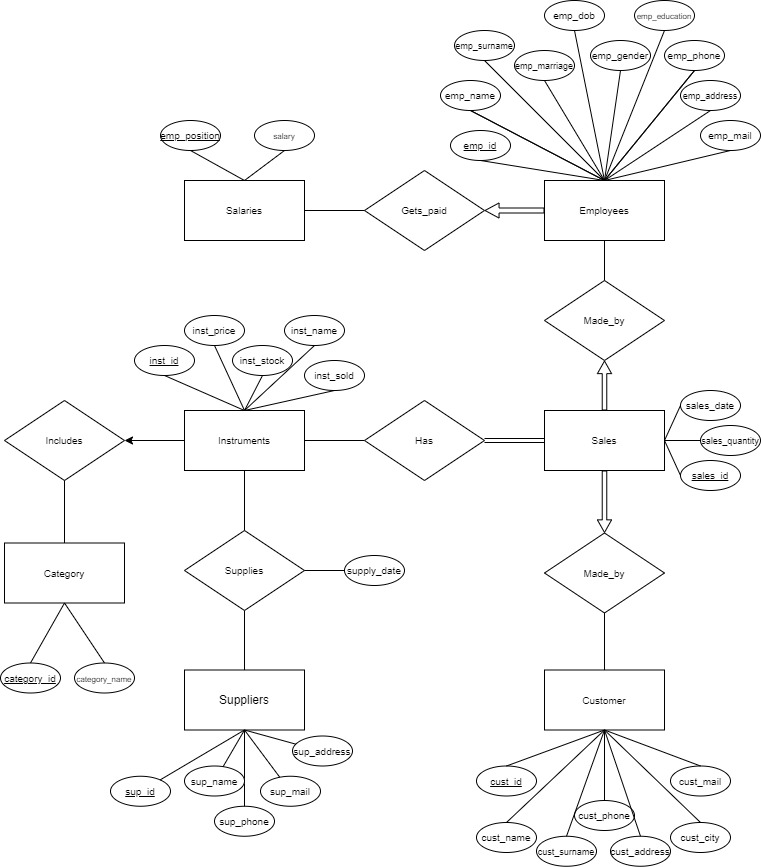 emp_dob
emp_education
emp_surname
emp_marriage
emp_gender
emp_phone
emp_name
emp_address
emp_position
salary
emp_id
emp_mail
Salaries
Gets_paid
Employees
Made_by
inst_price
inst_name
inst_id
inst_stock
inst_sold
sales_date
Includes
Instruments
Has
Sales
sales_quantity
sales_id
Category
Supplies
supply_date
Made_by
category_id
category_name
Suppliers
Customer
sup_address
sup_id
sup_name
sup_mail
sup_phone
cust_id
cust_mail
cust_phone
cust_name
cust_surname
cust_address
cust_city